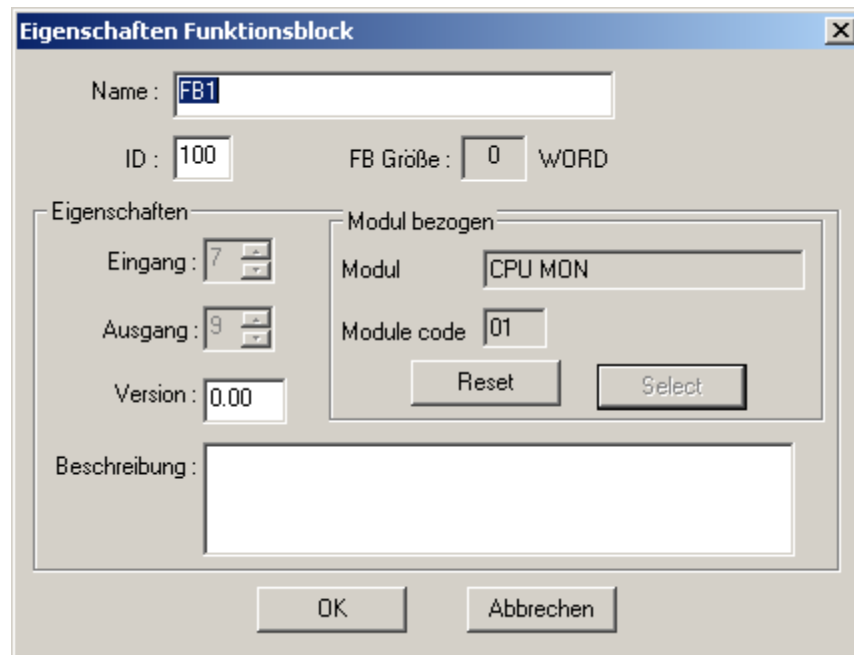 Eigenschaften Funktionsblock
Name : FB1
ID : 100 FB Größe : 0 WORD
Eigenschaften
Eingang : 7
Ausgang : 9
Version : 0.00
Modul bezogen
Modul CPU MON
Module code 01
Reset Select
Beschreibung :
OK Abbrechen